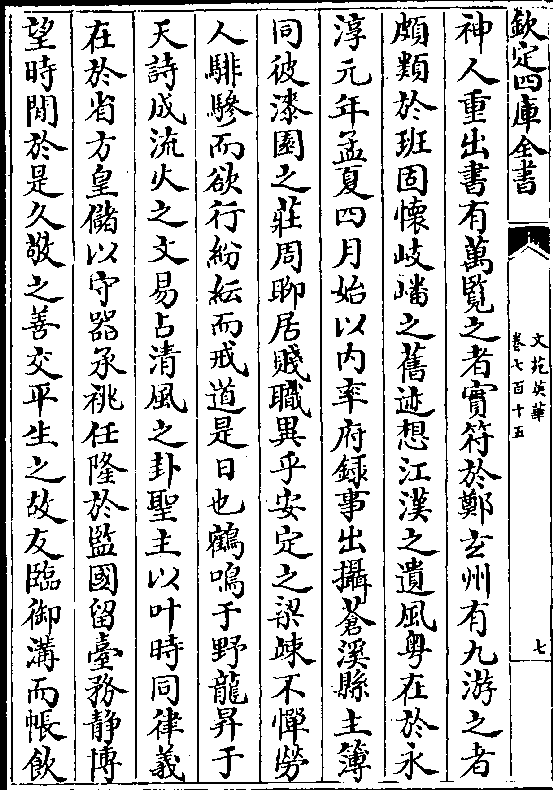 欽定四庫全書
文苑英華
卷七百十五
七
神人重出書有萬覽之者實符於鄭玄州有九游之者
頗類於班固懷岐嶓之舊迹想江漢之遺風粤在於永
淳元年孟夏四月始以内率府録事出攝蒼溪縣主簿
同彼漆園之莊周聊居賤職異乎安定之梁竦不憚勞
人騑驂而欲行紛紜而戒道是日也鶴鳴于野龍昇于
天詩成流火之文易占清風之卦聖主以叶時同律義
在於省方皇儲以守器承祧任隆於監國留臺務静博
望時閒於是久敬之善交平生之故友臨御溝而帳飲